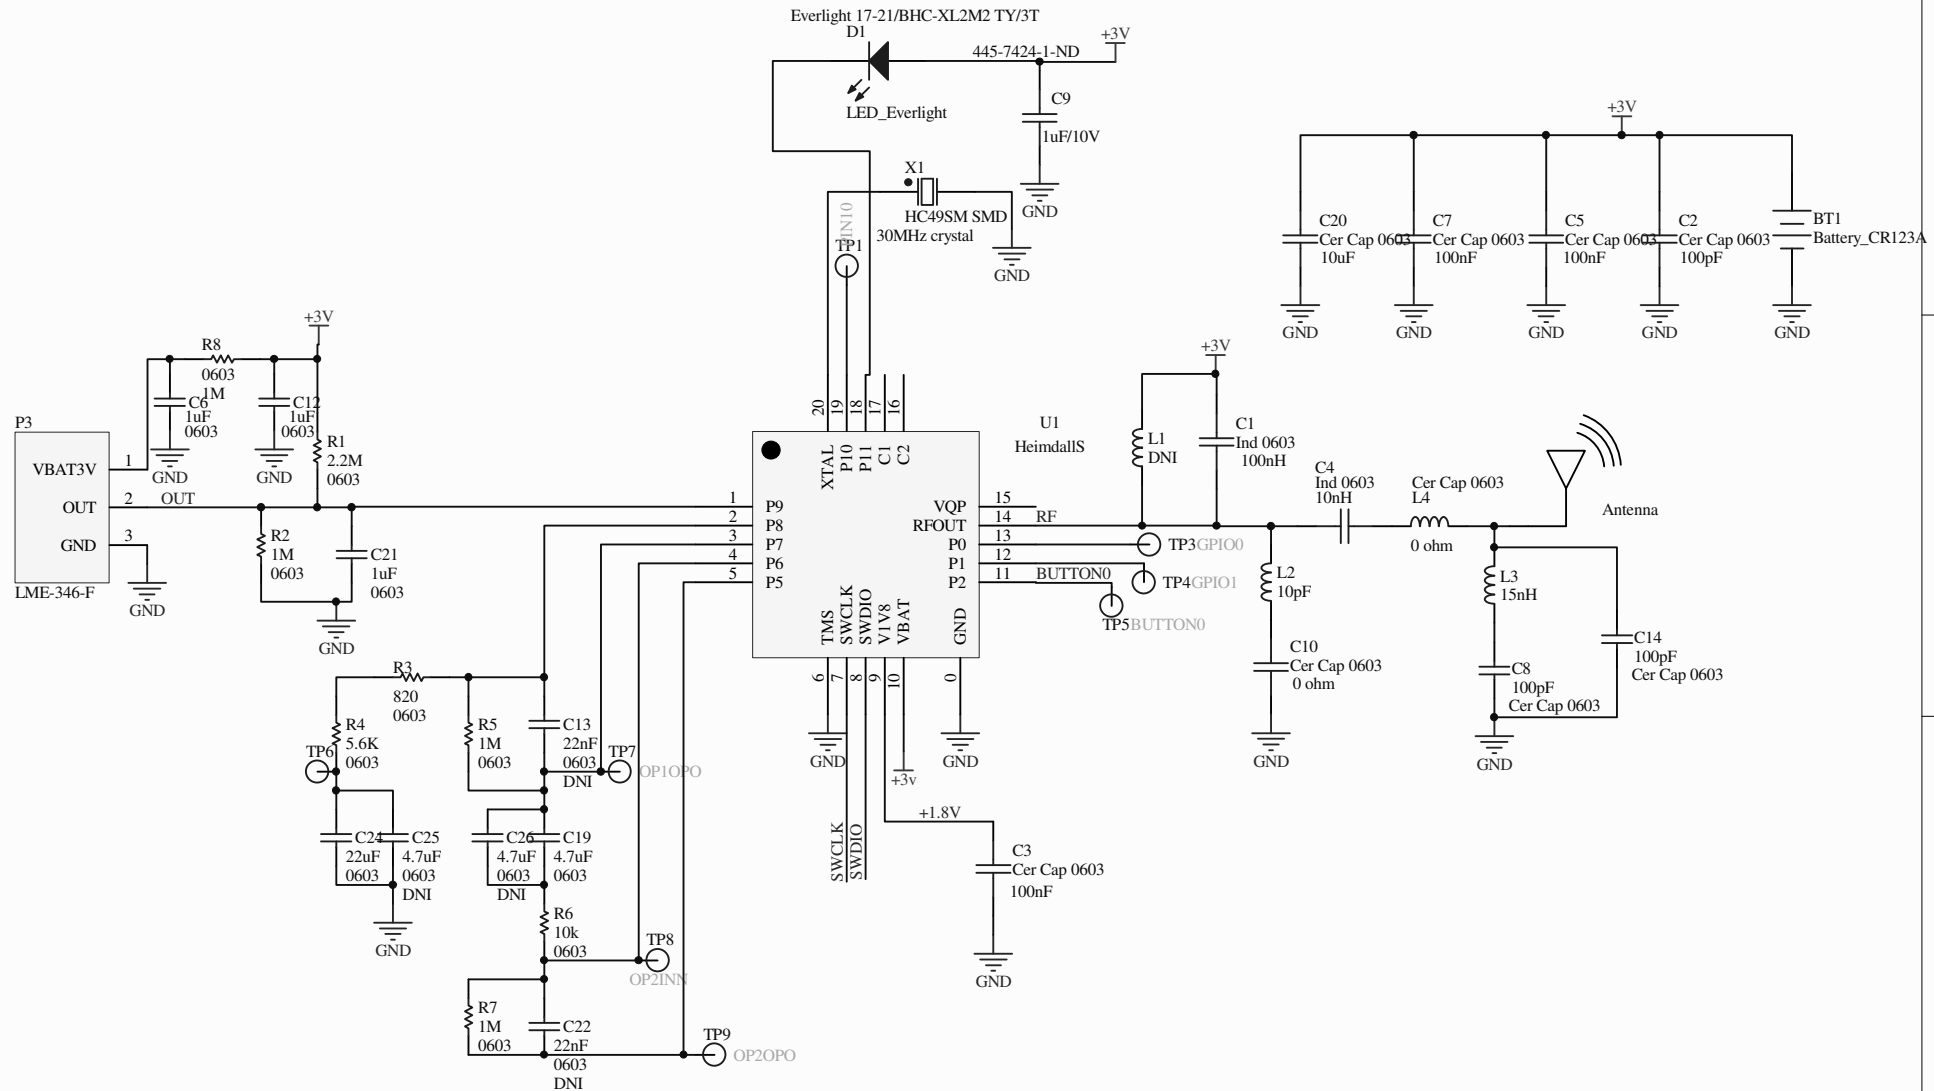 Everlight 17-21/BHC-XL2M2 TY/3T
D1
445-7424-1-ND
+3V
LED_Everlight
C9
1uF/10V
GND
X1
HC49SM SMD
30MHz crystal
GND
PIN10
TP1
+3V
C20
Cer Cap 0603
10uF
GND
C7
Cer Cap 0603
100nF
GND
C5
Cer Cap 0603
100nF
GND
C2
Cer Cap 0603
100pF
GND
BT1
Battery_CR123A
GND
+3V
R8
0603
1M
C6
1uF
0603
GND
C12
1uF
0603
GND
R1
2.2M
0603
P3
VBAT3V
1
OUT
2
OUT
GND
3
LME-346-F
GND
R2
1M
0603
C21
1uF
0603
GND
U1
HeimdallS
20
19
18
17
16
XTAL
P10
P11
C1
C2
1
P9
2
P8
3
P7
4
P6
5
P5
VQP
15
RFOUT
14
RF
P0
13
P1
12
P2
11
BUTTON0
TMS
SWCLK
SWDIO
V1V8
VBAT
GND
6
7
8
9
10
0
GND
+3v
GND
SWCLK
SWDIO
+1.8V
C3
Cer Cap 0603
100nF
GND
TP3
GPIO0
TP4
GPIO1
TP5
BUTTON0
+3V
L1
DNI
C1
Ind 0603
100nH
C4
Ind 0603
10nH
Cer Cap 0603
L4
0 ohm
Antenna
L2
10pF
C10
Cer Cap 0603
0 ohm
GND
L3
15nH
C8
100pF
Cer Cap 0603
C14
100pF
Cer Cap 0603
GND
R3
820
0603
R4
5.6K
0603
TP6
R5
1M
0603
C13
22nF
0603
DNI
TP7
OP1OPO
C24
22uF
0603
C25
4.7uF
0603
DNI
GND
C26
4.7uF
0603
DNI
C19
4.7uF
0603
R6
10k
0603
TP8
OP2INN
R7
1M
0603
C22
22nF
0603
DNI
TP9
OP2OPO